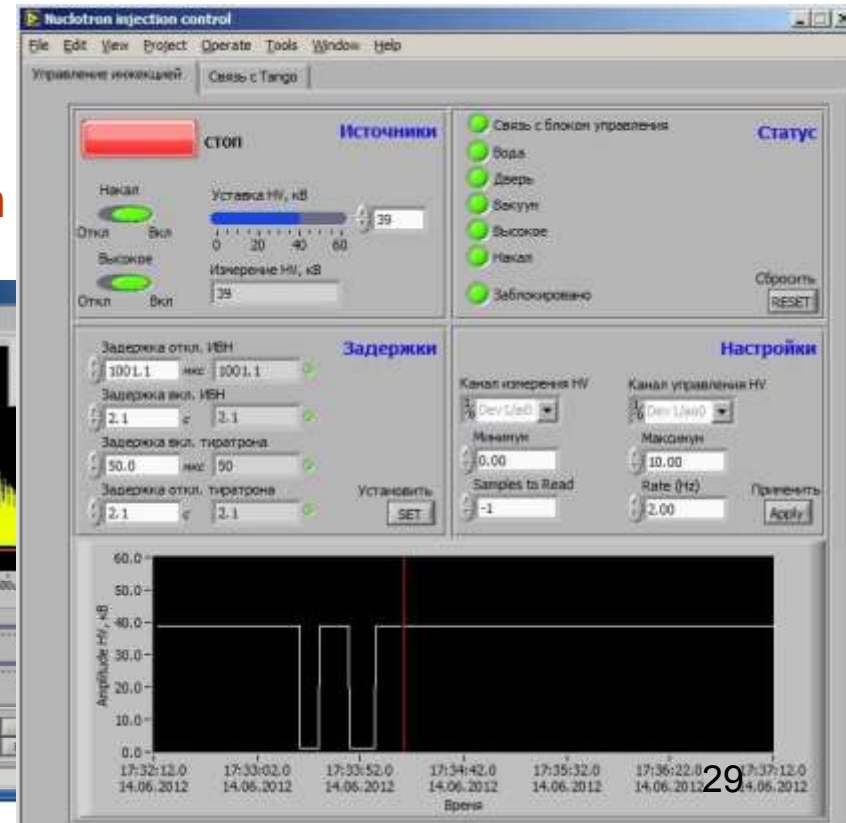 Nuclotron injection control
File Edit View Project Operate Tools Window Help
Управление инжекцией Связь с Tango
стоп Источники
Накал
Откл Вкл
Уставка HV, кВ
39
0 20 40 60
Высокое
Откл Вкл
Измерение HV, кВ
39
Связь с блоком управления Статус
Вода
Дверь
Вакуум
Высокое
Накал
Заблокировано
Сбросить
RESET
Задержка откл. ИВН Задержки
1001.1 мкс 1001.1
Задержка вкл. ИВН
2.1 с 2.1
Задержка вкл. тиратрона
50.0 мкс 50
Задержка откл. тиратрона
2.1 с 2.1
Установить
SET
Настройки
Канал измерения HV Канал управления HV
Dev1/ai0 Dev1/ao0
Минимум Максимум
0.00 10.00
Samples to Read Rate (Hz)
-1 2.00
Применить
Apply
Amplitude HV, кВ
60.0
50.0
40.0
30.0
20.0
10.0
0.0
17:32:12.0 17:33:02.0 17:33:52.0 17:34:42.0 17:35:32.0 17:36:22.0 17:37:12.0
14.06.2012 14.06.2012 14.06.2012 14.06.2012 14.06.2012 14.06.2012 14.06.2012
Время
29